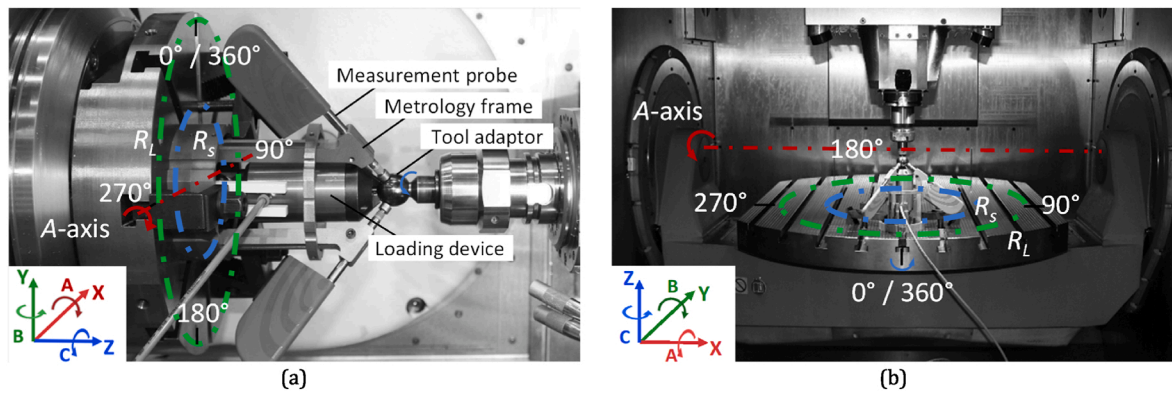 0° / 360°
Measurement probe
Metrology frame
Tool adaptor
R_L
R_s
90°
270°
A-axis
Loading device
180°
Y
A
X
B
C
Z
(a)
A-axis
180°
270°
90°
R_s
R_L
0° / 360°
Z
B
Y
C
A
X
(b)